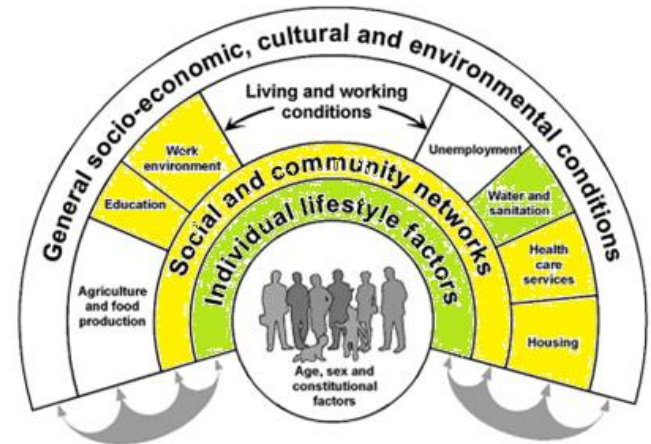 General socio-economic, cultural and environmental conditions
Living and working
conditions
Work
environment
Unemployment
Education
Water and
sanitation
Agriculture
and food
production
Health
care
services
Housing
Social and community networks
Individual lifestyle factors
Age, sex and
constitutional
factors